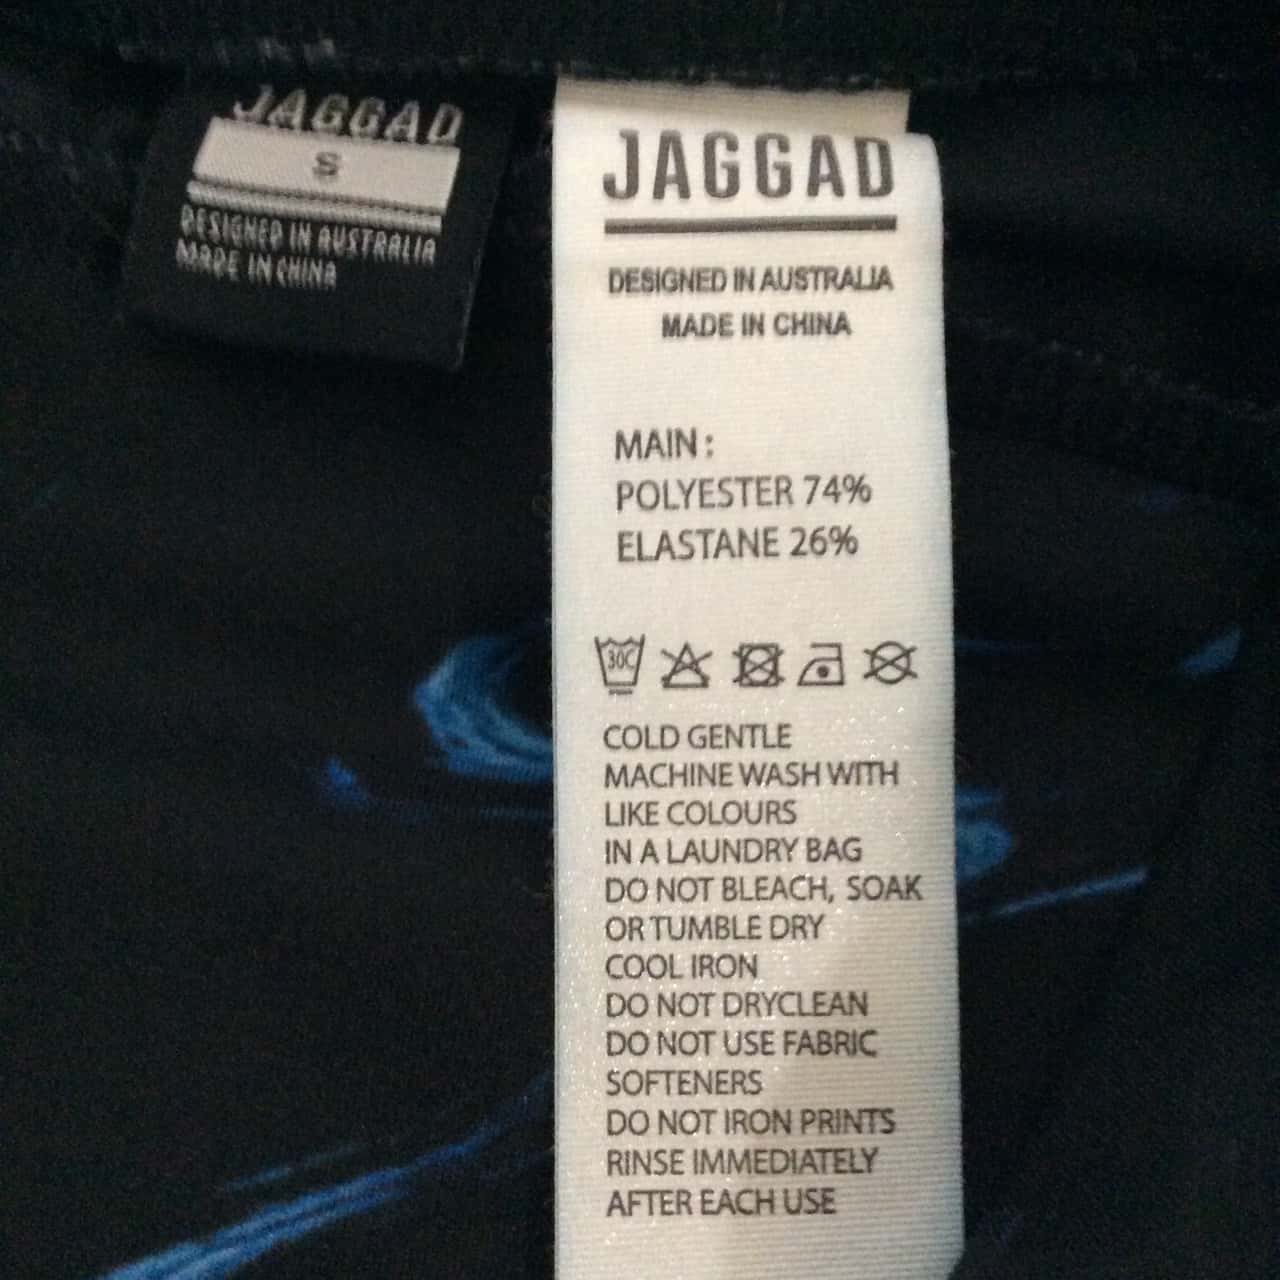 JAGGAD
S
DESIGNED IN AUSTRALIA
MADE IN CHINA
JAGGAD
DESIGNED IN AUSTRALIA
MADE IN CHINA
MAIN :
POLYESTER 74%
ELASTANE 26%
30C
COLD GENTLE
MACHINE WASH WITH
LIKE COLOURS
IN A LAUNDRY BAG
DO NOT BLEACH, SOAK
OR TUMBLE DRY
COOL IRON
DO NOT DRYCLEAN
DO NOT USE FABRIC
SOFTENERS
DO NOT IRON PRINTS
RINSE IMMEDIATELY
AFTER EACH USE